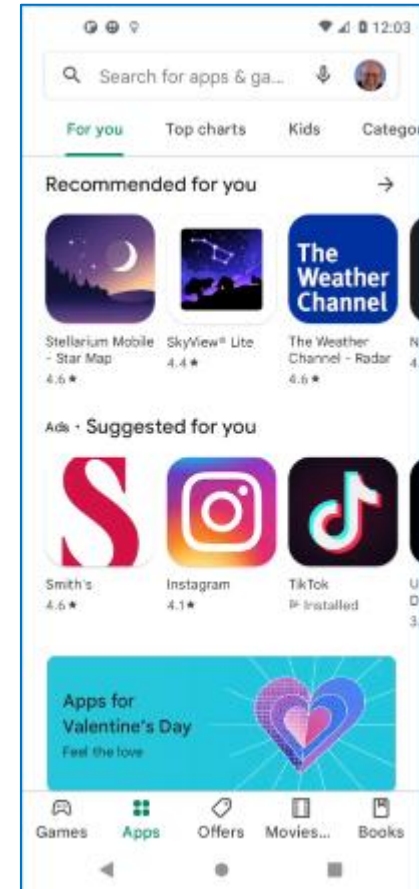 12:03
Search for apps & ga...
For you Top charts Kids Categor
Recommended for you
The
Weather
Channel
Stellarium Mobile SkyView® Lite The Weather N
- Star Map 4.4★ Channel - Radar 4.
4.6★ 4.6★
Ads · Suggested for you
S
Smith's Instagram TikTok U
4.6★ 4.1★ Installed D
3.
Apps for
Valentine's Day
Feel the love
Games Apps Offers Movies... Books